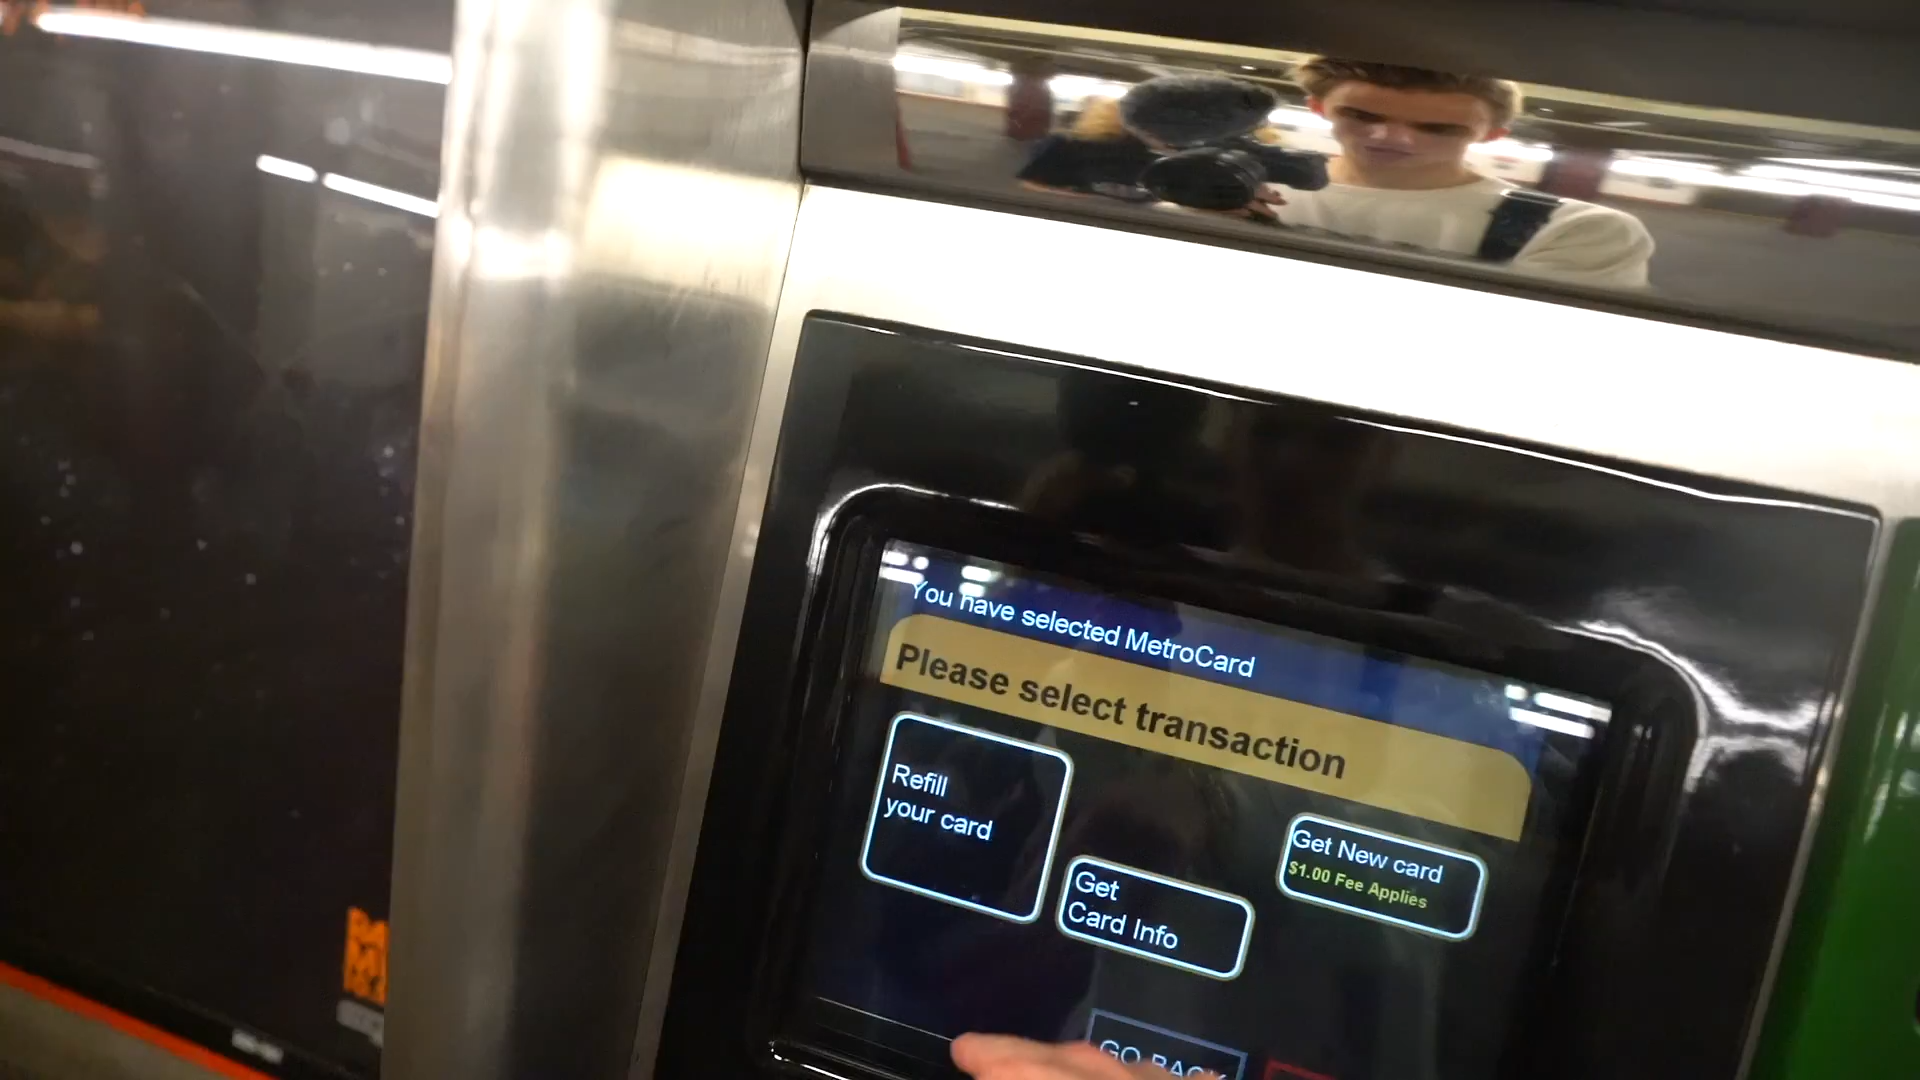 You have selected MetroCard
Please select transaction
Refill
your card
Get
Card Info
Get New card
$1.00 Fee Applies
GO BACK